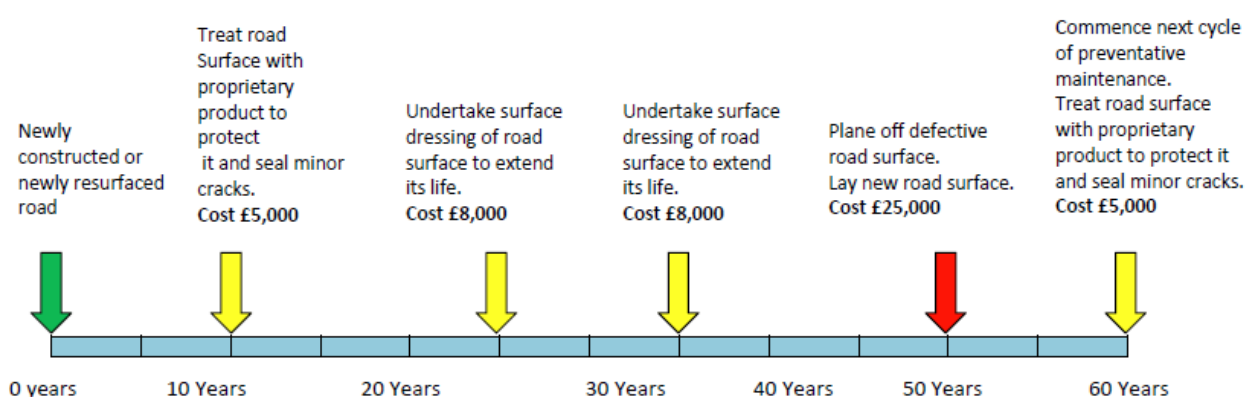 Newly
constructed or
newly resurfaced
road
Treat road
Surface with
proprietary
product to
protect
it and seal minor
cracks.
Cost £5,000
Undertake surface
dressing of road
surface to extend
its life.
Cost £8,000
Undertake surface
dressing of road
surface to extend
its life.
Cost £8,000
Plane off defective
road surface.
Lay new road surface.
Cost £25,000
Commence next cycle
of preventative
maintenance.
Treat road surface
with proprietary
product to protect it
and seal minor cracks.
Cost £5,000
0 years
10 Years
20 Years
30 Years
40 Years
50 Years
60 Years